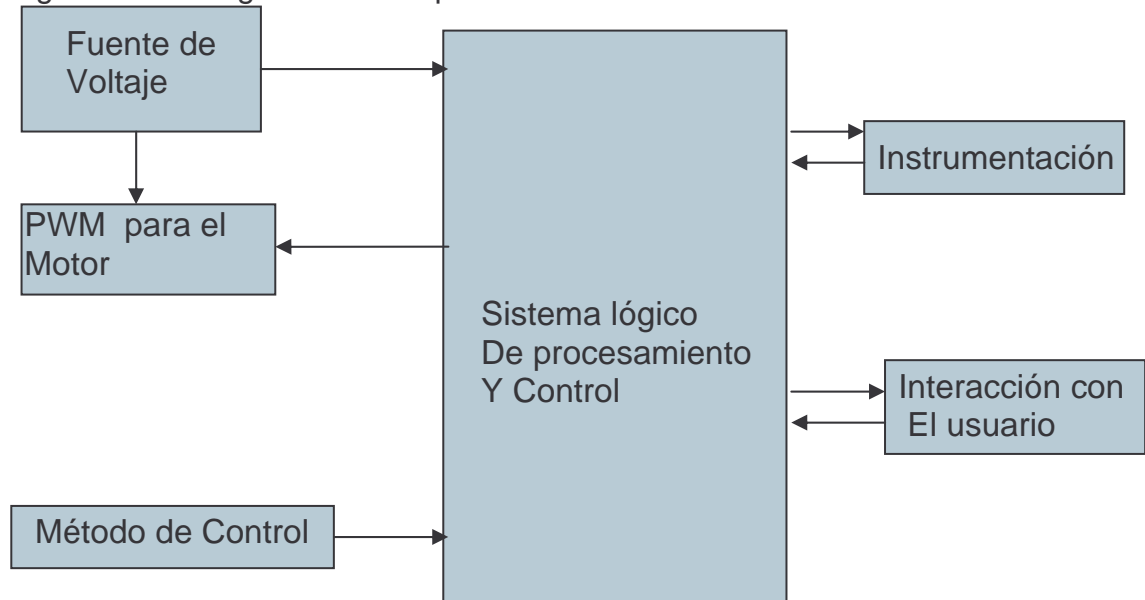 Fuente de
Voltaje
PWM para el
Motor
Sistema lógico
De procesamiento
Y Control
Instrumentación
Interacción con
El usuario
Método de Control